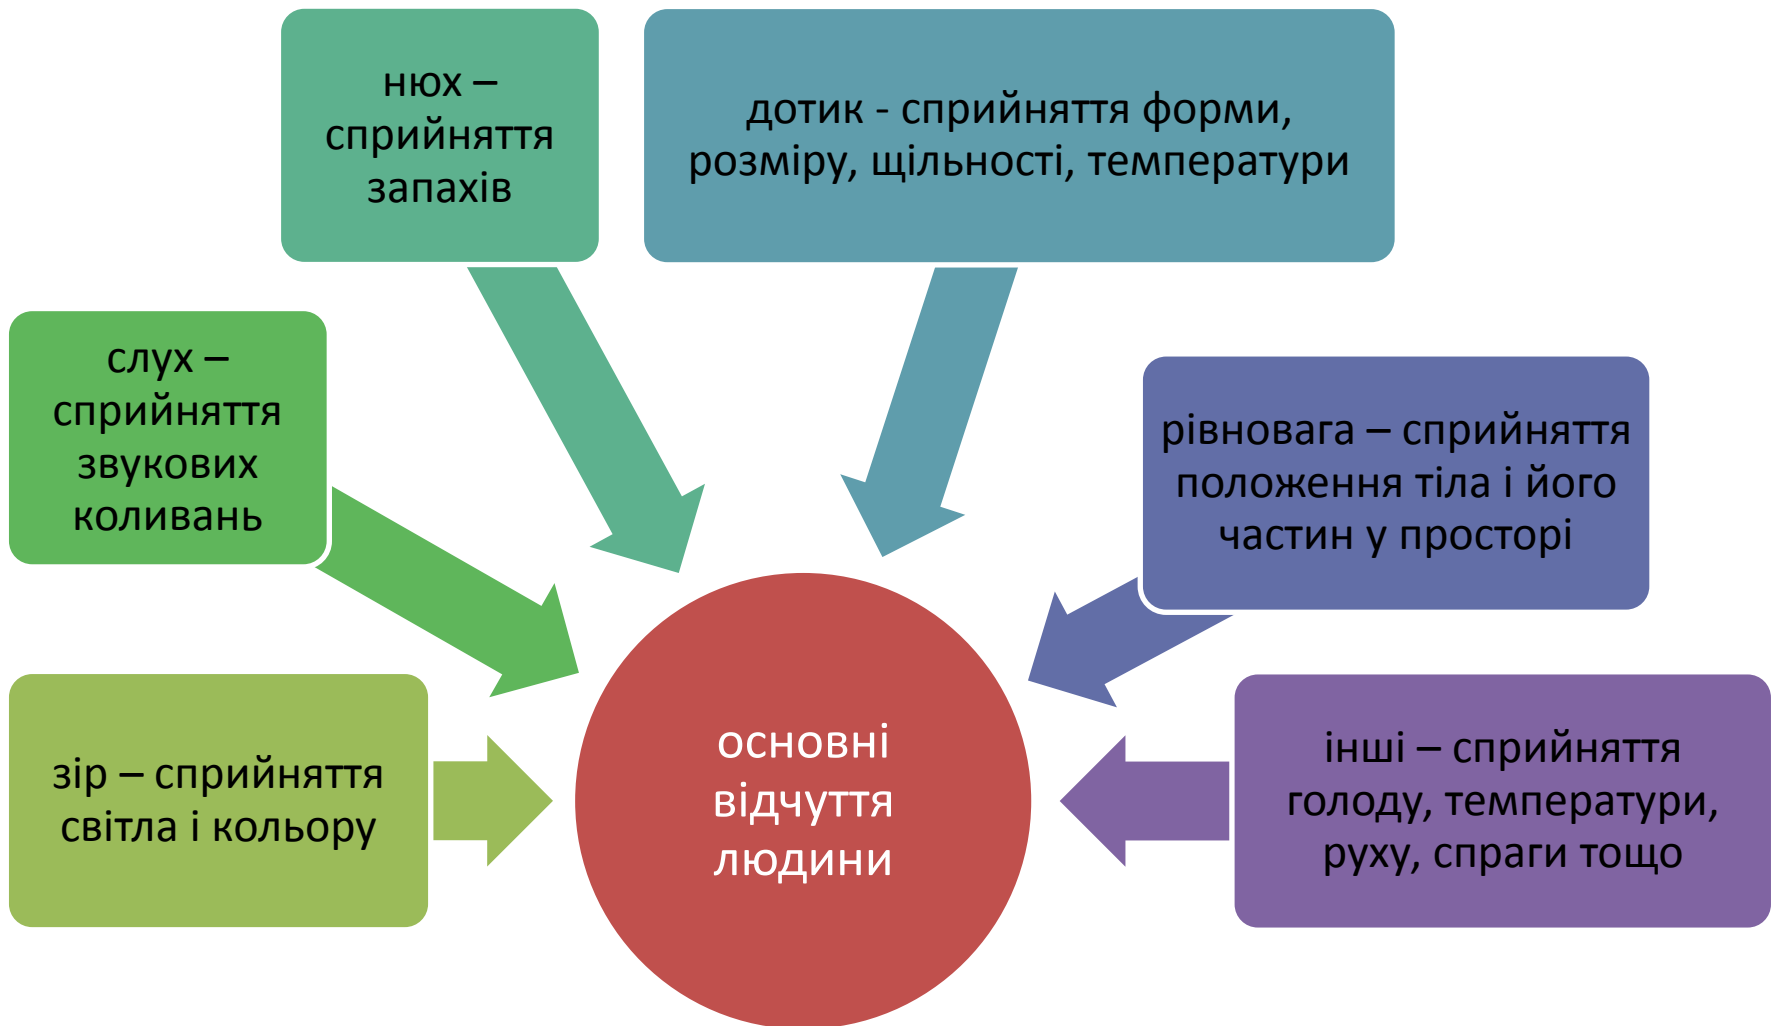 нюх –
сприйняття
запахів
дотик - сприйняття форми,
розміру, щільності, температури
слух –
сприйняття
звукових
коливань
рівновага – сприйняття
положення тіла і його
частин у просторі
зір – сприйняття
світла і кольору
основні
відчуття
людини
інші – сприйняття
голоду, температури,
руху, спраги тощо